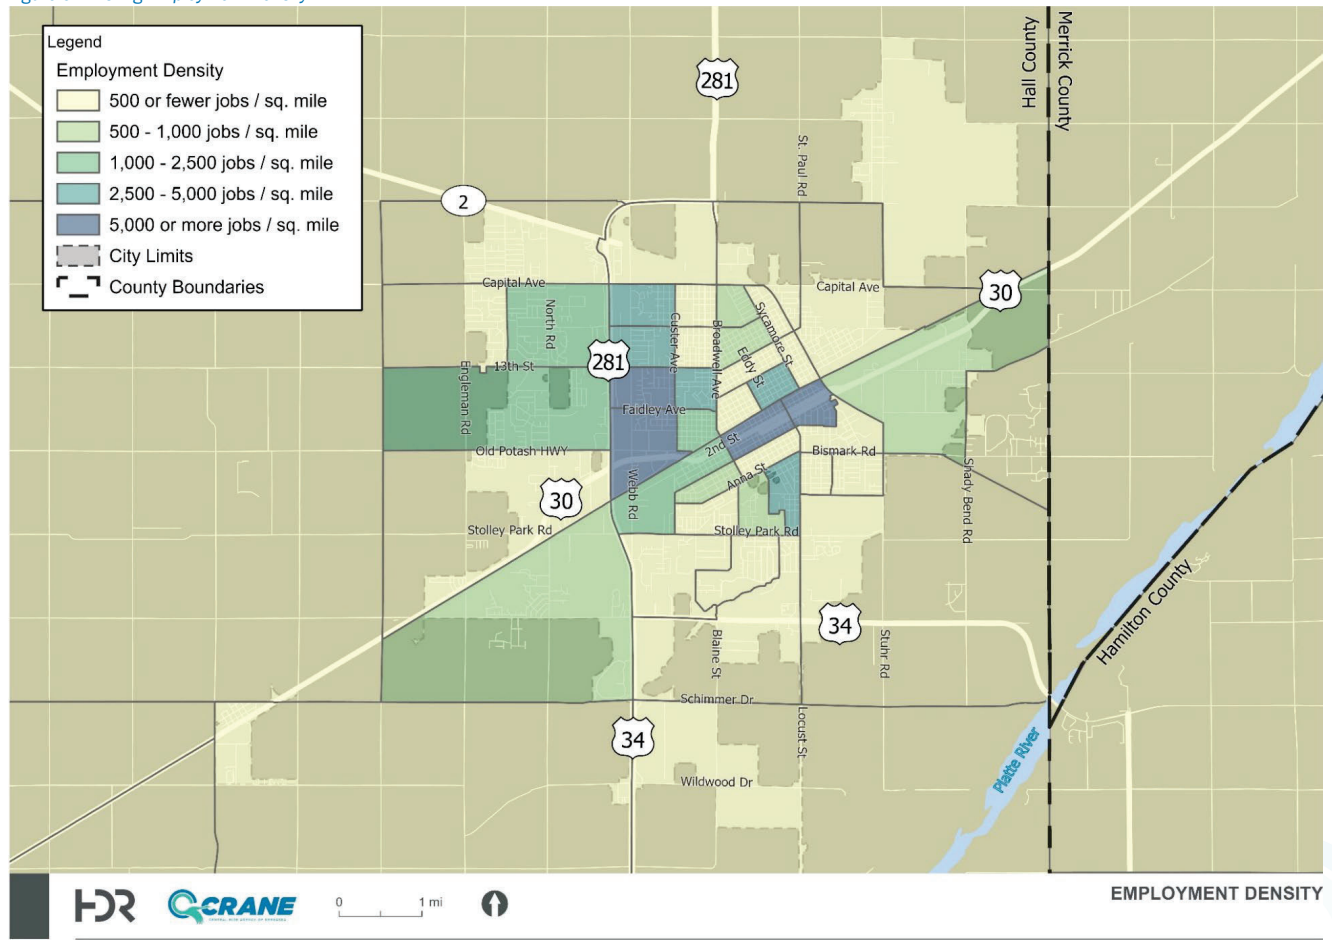 Legend
Employment Density
500 or fewer jobs / sq. mile
500 - 1,000 jobs / sq. mile
1,000 - 2,500 jobs / sq. mile
2,500 - 5,000 jobs / sq. mile
5,000 or more jobs / sq. mile
City Limits
County Boundaries
Hall County
Merrick County
281
St. Paul Rd
2
Capital Ave
Capital Ave
30
North Rd
Custer Ave
Broadwell Ave
Sycamore St
Eddy St
281
13th St
Engleman Rd
Faidley Ave
2nd St
Old Potash HWY
Bismark Rd
Anna St
Webb Rd
30
Shady Bend Rd
Stolley Park Rd
Stolley Park Rd
34
Hamilton County
Blaine St
Stuhr Rd
Schimmer Dr
34
Locust St
Platte River
Wildwood Dr
HDR
CRANE
0 1 mi
EMPLOYMENT DENSITY